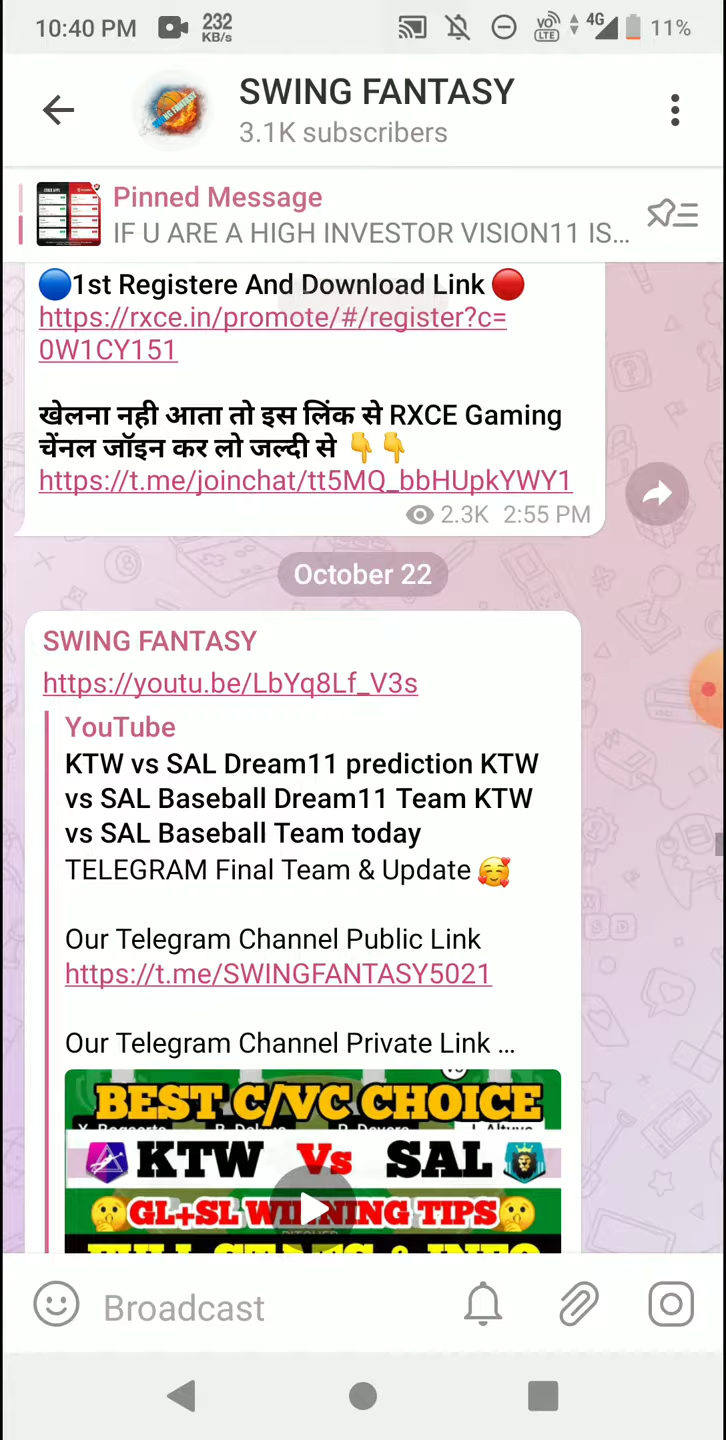 10:40 PM
232
KB/s
VO))
LTE
4G
11%
SWING FANTASY
3.1K subscribers
Pinned Message
IF U ARE A HIGH INVESTOR VISION11 IS...
🔵1st Registere And Download Link 🔴
https://rxce.in/promote/#/register?c=
0W1CY151
खेलना नही आता तो इस लिंक से RXCE Gaming
चेंनल जॉइन कर लो जल्दी से 👇👇
https://t.me/joinchat/tt5MQ_bbHUpkYWY1
2.3K 2:55 PM
October 22
SWING FANTASY
https://youtu.be/LbYq8Lf_V3s
YouTube
KTW vs SAL Dream11 prediction KTW
vs SAL Baseball Dream11 Team KTW
vs SAL Baseball Team today
TELEGRAM Final Team & Update 🥰
Our Telegram Channel Public Link
https://t.me/SWINGFANTASY5021
Our Telegram Channel Private Link ...
BEST C/VC CHOICE
KTW Vs SAL
🤫GL+SL WINNING TIPS🤫
Broadcast